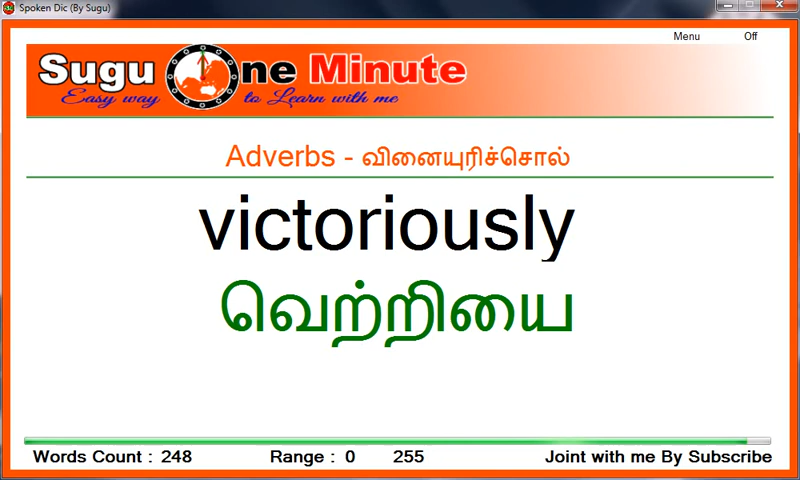 Spoken Dic (By Sugu)
Menu Off
Sugu One Minute
Easy way to Learn with me
Adverbs - வினையுரிச்சொல்
victoriously
வெற்றியை
Words Count : 248 Range : 0 255 Joint with me By Subscribe